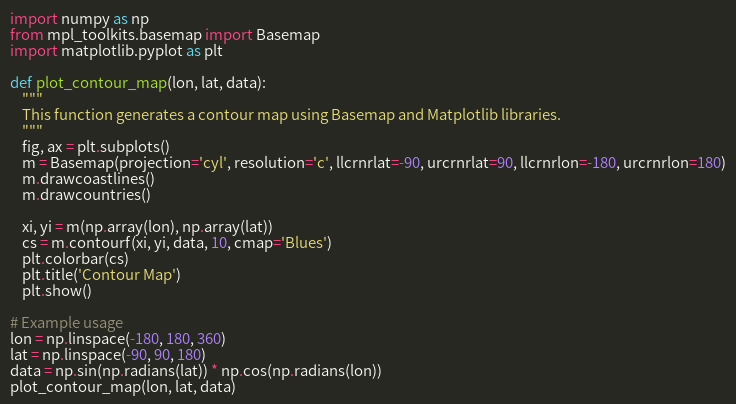 import numpy as np
from mpl_toolkits.basemap import Basemap
import matplotlib.pyplot as plt

def plot_contour_map(lon, lat, data):
    """
    This function generates a contour map using Basemap and Matplotlib libraries.
    """
    fig, ax = plt.subplots()
    m = Basemap(projection='cyl', resolution='c', llcrnrlat=-90, urcrnrlat=90, llcrnrlon=-180, urcrnrlon=180)
    m.drawcoastlines()
    m.drawcountries()

    xi, yi = m(np.array(lon), np.array(lat))
    cs = m.contourf(xi, yi, data, 10, cmap='Blues')
    plt.colorbar(cs)
    plt.title('Contour Map')
    plt.show()

# Example usage
lon = np.linspace(-180, 180, 360)
lat = np.linspace(-90, 90, 180)
data = np.sin(np.radians(lat)) * np.cos(np.radians(lon))
plot_contour_map(lon, lat, data)